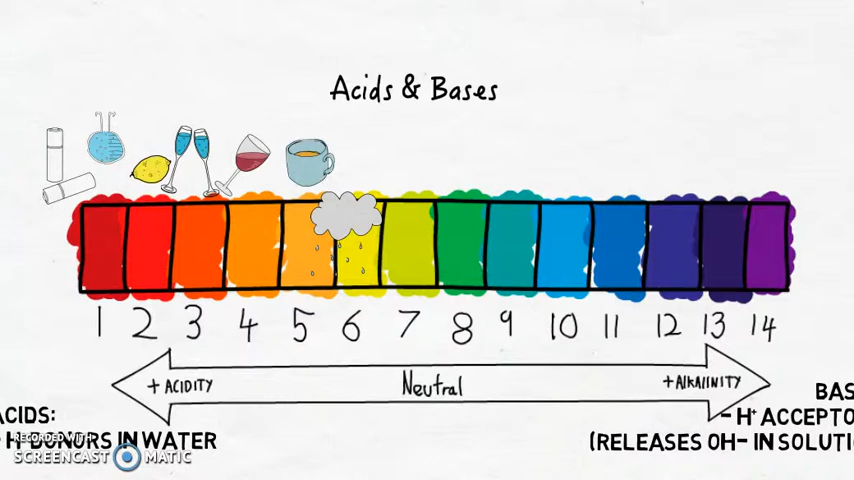 Acids & Bases
1 2 3 4 5 6 7 8 9 10 11 12 13 14
+ ACIDITY Neutral +AlKAlINITY
ACIDS:
H+ DONORS IN WATER
BAS
- H+ ACCEPTO
(RELEASES OH- IN SOLUTI
RECORDED WITH
SCREENCAST MATIC